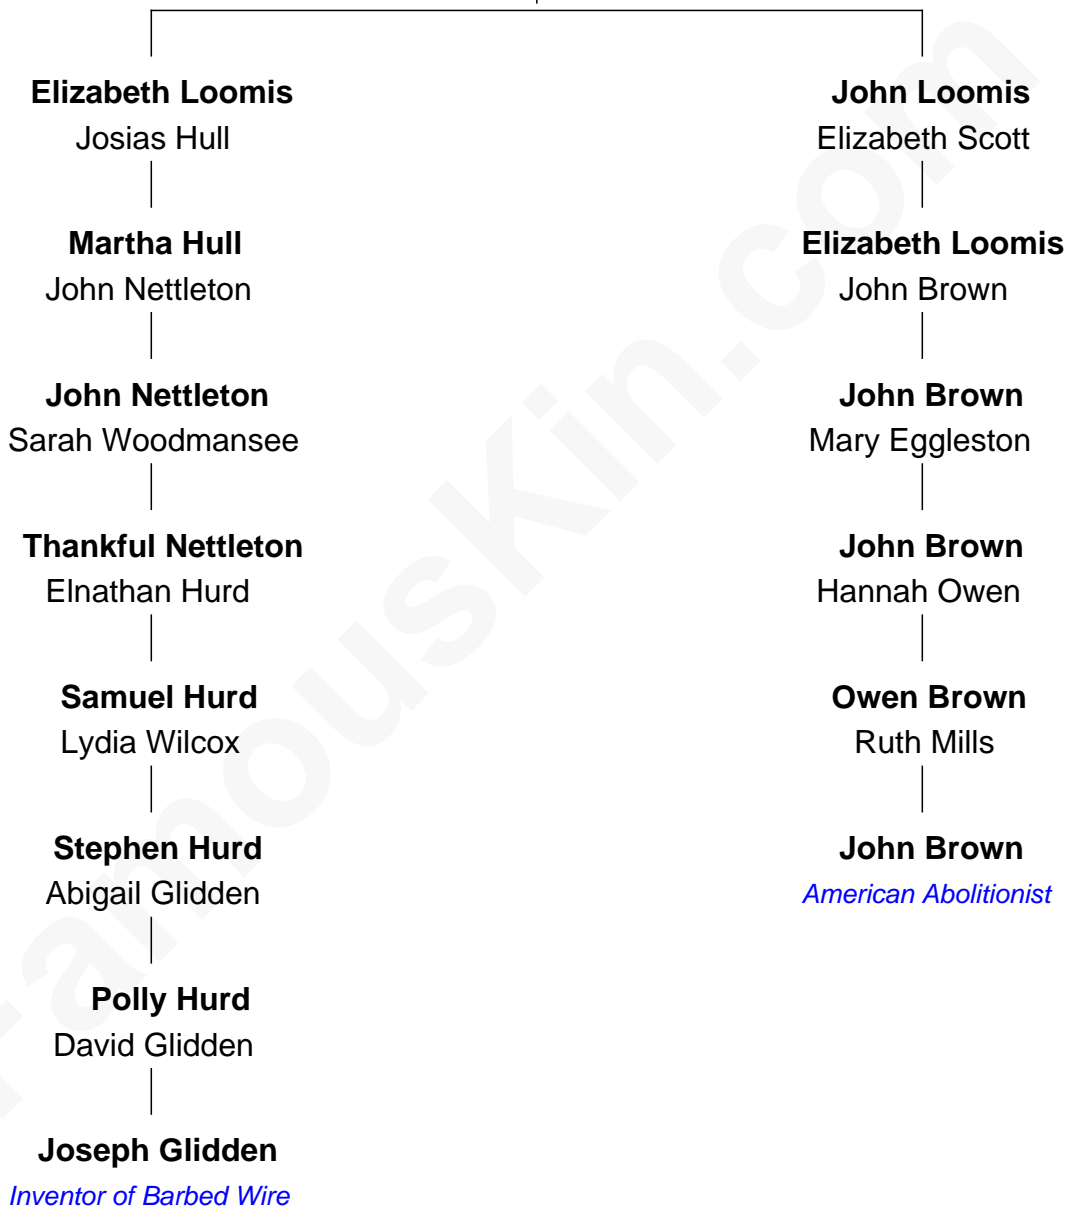 Elizabeth Loomis
Josias Hull
Martha Hull
John Nettleton
John Nettleton
Sarah Woodmansee
Thankful Nettleton
Elnathan Hurd
Samuel Hurd
Lydia Wilcox
Stephen Hurd
Abigail Glidden
Polly Hurd
David Glidden
Joseph Glidden
Inventor of Barbed Wire
John Loomis
Elizabeth Scott
Elizabeth Loomis
John Brown
John Brown
Mary Eggleston
John Brown
Hannah Owen
Owen Brown
Ruth Mills
John Brown
American Abolitionist
FamousKin.com